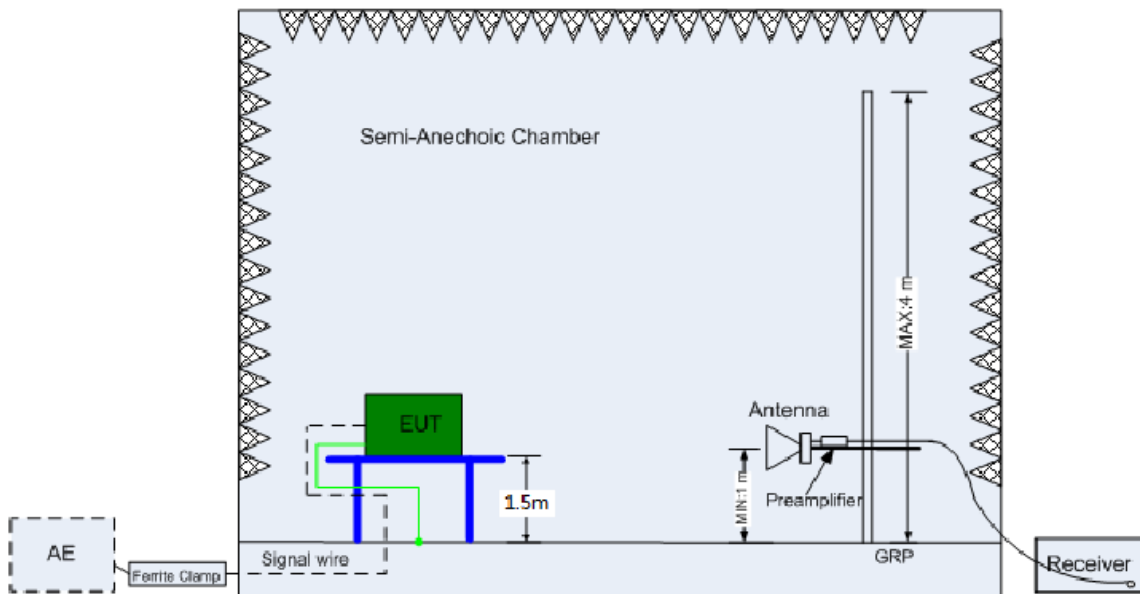 Semi-Anechoic Chamber
MAX:4 m
EUT
Antenna
1.5m
MIN:1 m
Preamplifier
AE
Ferrite Clamp
Signal wire
GRP
Receiver